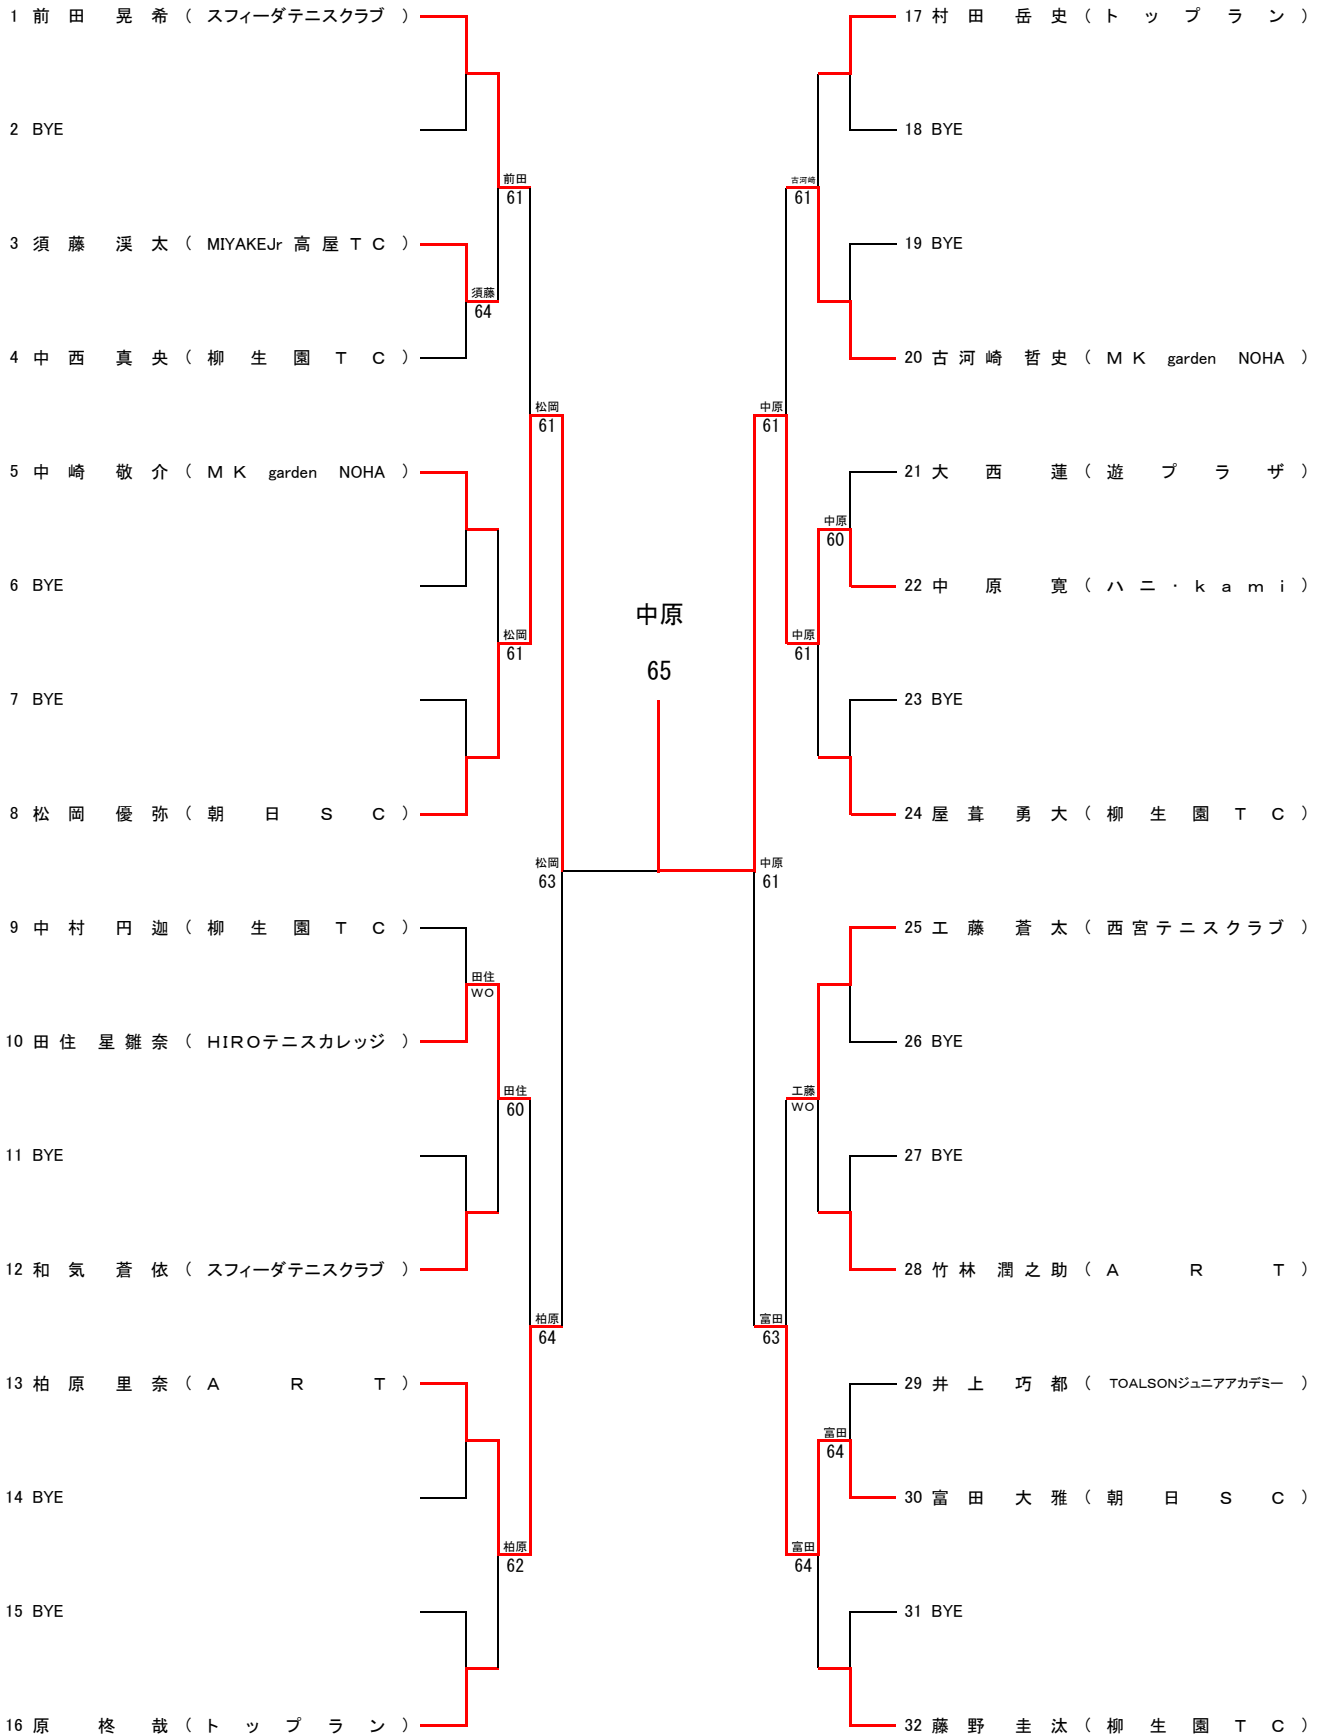 1 前田 晃希 ( スフィーダテニスクラブ )
2 BYE
前田
61
3 須藤 渓太 ( MIYAKEJr 高屋TC )
須藤
64
4 中西 真央 ( 柳生園TC )
松岡
61
5 中崎 敬介 ( MK garden NOHA )
6 BYE
松岡
61
7 BYE
8 松岡 優弥 ( 朝日SC )
松岡
63
9 中村 円迦 ( 柳生園TC )
田住
WO
10 田住 星雛奈 ( HIROテニスカレッジ )
田住
60
11 BYE
12 和気 蒼依 ( スフィーダテニスクラブ )
柏原
64
13 柏原 里奈 ( ART )
14 BYE
柏原
62
15 BYE
16 原 柊哉 ( トップラン )
中原
65
17 村田 岳史 ( トップラン )
18 BYE
古河崎
61
19 BYE
20 古河崎 哲史 ( MK garden NOHA )
中原
61
21 大西 蓮 ( 遊プラザ )
中原
60
22 中原 寛 ( ハニ・kami )
中原
61
23 BYE
24 屋葺 勇大 ( 柳生園TC )
中原
61
25 工藤 蒼太 ( 西宮テニスクラブ )
26 BYE
工藤
WO
27 BYE
28 竹林 潤之助 ( ART )
富田
63
29 井上 巧都 ( TOALSONジュニアアカデミー )
富田
64
30 富田 大雅 ( 朝日SC )
富田
64
31 BYE
32 藤野 圭汰 ( 柳生園TC )